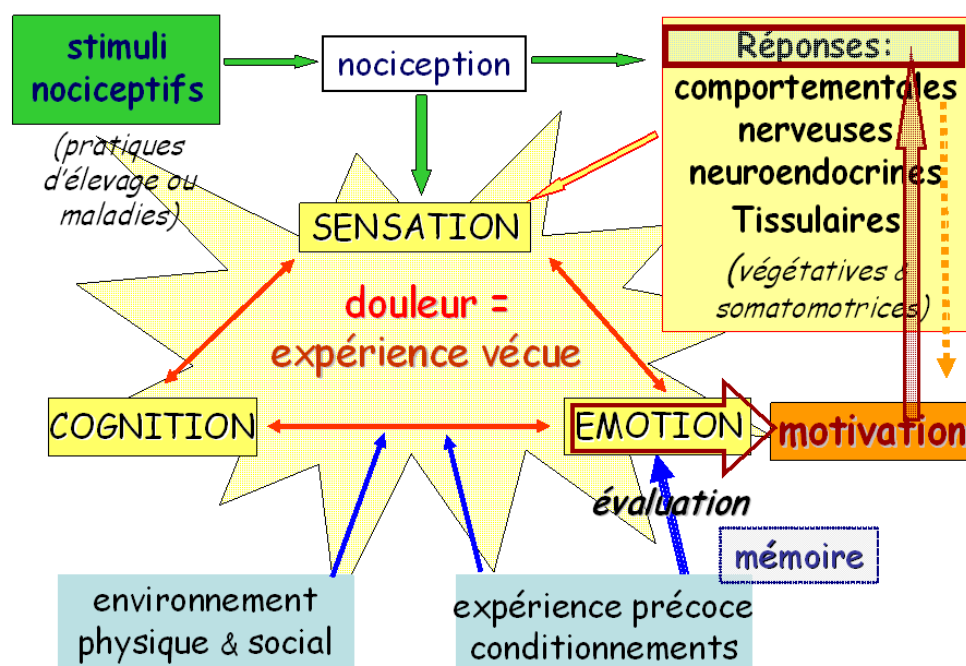 stimuli
nociceptifs
(pratiques
d'élevage ou
maladies)
nociception
Réponses:
comportementales
nerveuses
neuroendocrines
Tissulaires
(végétatives &
somatomotrices)
SENSATION
douleur =
expérience vécue
COGNITION
EMOTION
motivation
évaluation
mémoire
environnement
physique & social
expérience précoce
conditionnements